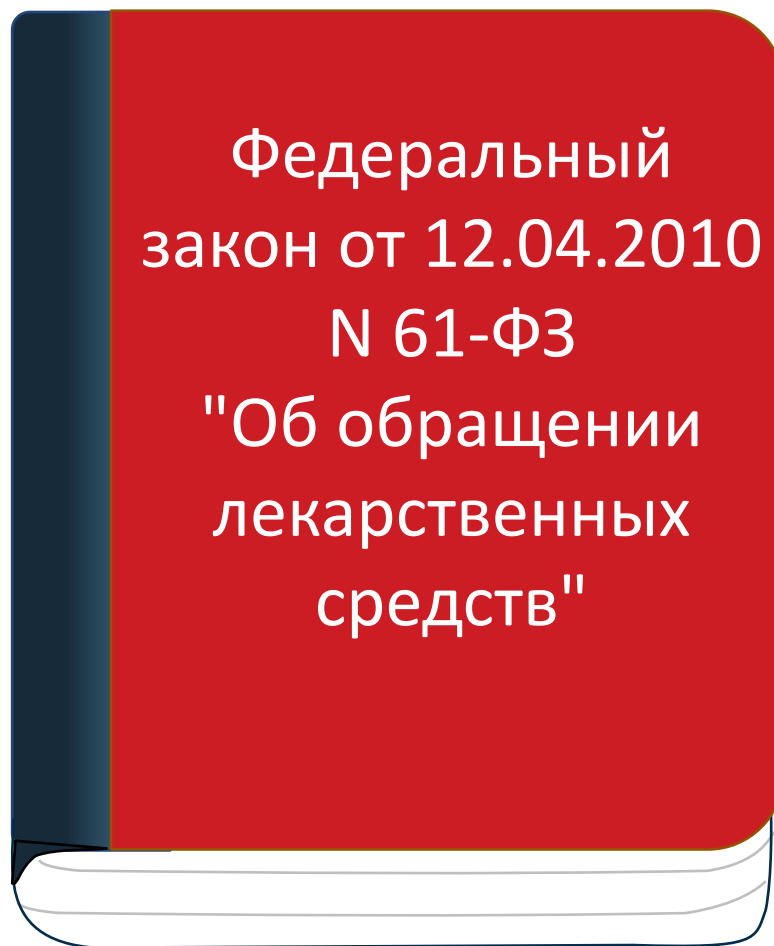 Федеральный
закон от 12.04.2010
N 61-ФЗ
"Об обращении
лекарственных
средств"